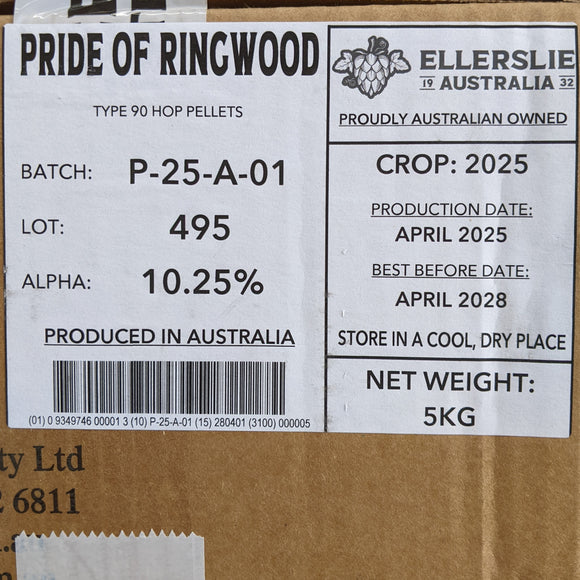 PRIDE OF RINGWOOD
TYPE 90 HOP PELLETS
BATCH: P-25-A-01
LOT: 495
ALPHA: 10.25%
PRODUCED IN AUSTRALIA
(01) 0 9349746 00001 3 (10) P-25-A-01 (15) 280401 (3100) 000005
ELLERSLIE
19 AUSTRALIA 32
PROUDLY AUSTRALIAN OWNED
CROP: 2025
PRODUCTION DATE:
APRIL 2025
BEST BEFORE DATE:
APRIL 2028
STORE IN A COOL, DRY PLACE
NET WEIGHT:
5KG
ty Ltd
2 6811